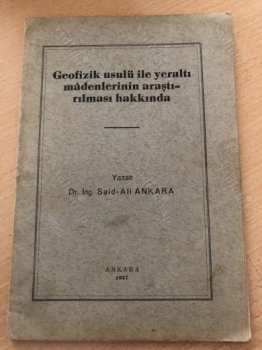 Geofizik usulü ile yeraltı
mâdenlerinin araştı-
rılması hakkında
Yazan
Dr. Ing. Said-Ali ANKARA
ANKARA
1937